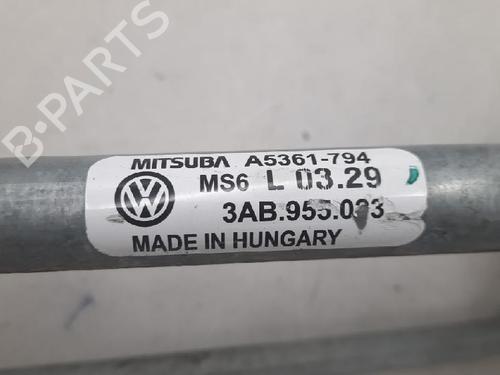 B-Parts
MITSUBA A5361-794
MS6 L 03.29
3AB.955.023
MADE IN HUNGARY